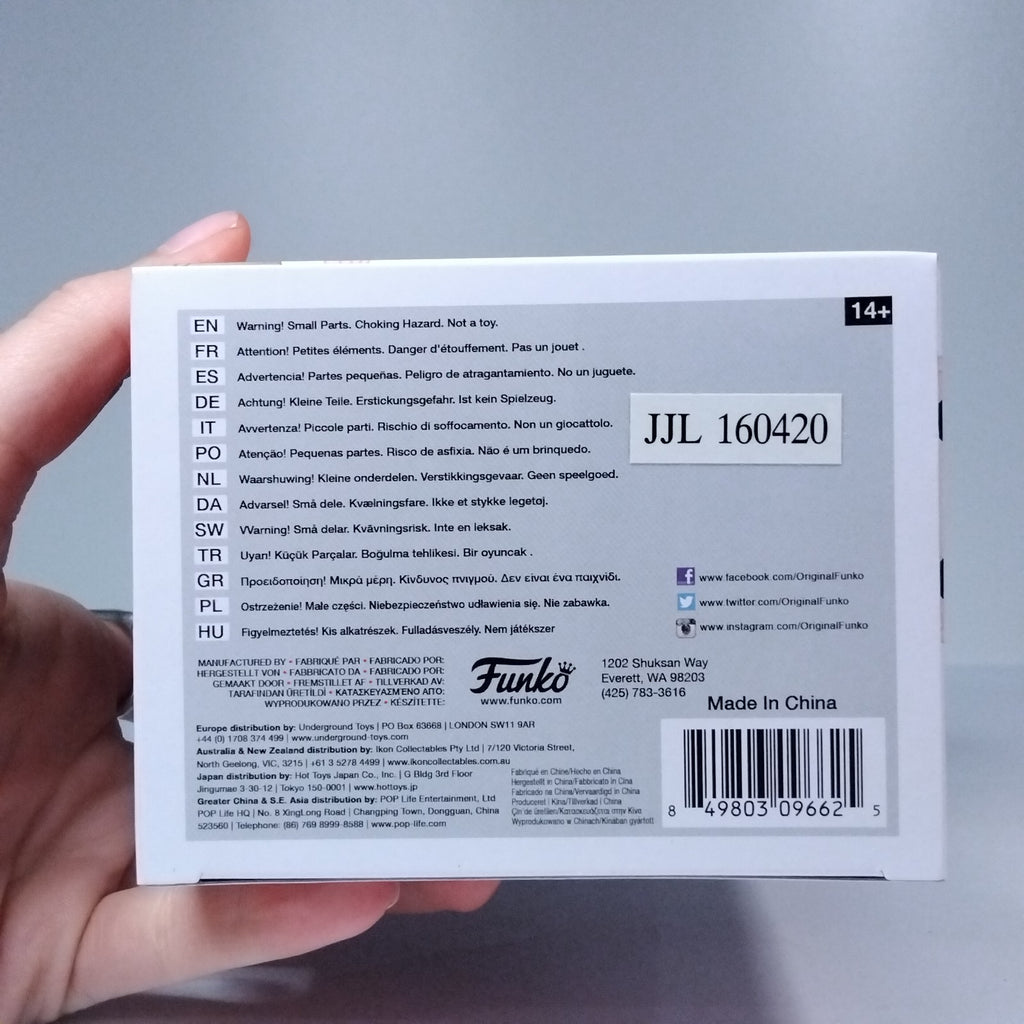 14+
EN Warning! Small Parts. Choking Hazard. Not a toy.
FR Attention! Petites éléments. Danger d'étouffement. Pas un jouet .
ES Advertencia! Partes pequeñas. Peligro de atragantamiento. No un juguete.
DE Achtung! Kleine Teile. Erstickungsgefahr. Ist kein Spielzeug.
IT Avvertenza! Piccole parti. Rischio di soffocamento. Non un giocattolo.
PO Atenção! Pequenas partes. Risco de asfixia. Não é um brinquedo.
NL Waarshuwing! Kleine onderdelen. Verstikkingsgevaar. Geen speelgoed.
DA Advarsel! Små dele. Kvælningsfare. Ikke et stykke legetøj.
SW Warning! Små delar. Kvävningsrisk. Inte en leksak.
TR Uyarı! Küçük Parçalar. Boğulma tehlikesi. Bir oyuncak .
GR Προειδοποίηση! Μικρά μέρη. Κίνδυνος πνιγμού. Δεν είναι ένα παιχνίδι.
PL Ostrzeżenie! Małe części. Niebezpieczeństwo udławienia się. Nie zabawka.
HU Figyelmeztetés! Kis alkatrészek. Fulladásveszély. Nem játékszer
JJL 160420
www.facebook.com/OriginalFunko
www.twitter.com/OriginalFunko
www.instagram.com/OriginalFunko
MANUFACTURED BY • FABRIQUÉ PAR • FABRICADO POR:
HERGESTELLT VON • FABBRICATO DA • FABRICADO POR:
GEMAAKT DOOR • FREMSTILLET AF • TILLVERKAD AV:
TARAFINDAN ÜRETİLDİ • ΚΑΤΑΣΚΕΥΑΣΜΈΝΟ ΑΠΌ:
WYPRODUKOWANO PRZEZ • KÉSZÍTETTE:
Funko
www.funko.com
1202 Shuksan Way
Everett, WA 98203
(425) 783-3616
Made In China
Europe distribution by: Underground Toys | PO Box 63668 | LONDON SW11 9AR
+44 (0) 1708 374 499 | www.underground-toys.com
Australia & New Zealand distribution by: Ikon Collectables Pty Ltd | 7/120 Victoria Street,
North Geelong, VIC, 3215 | +61 3 5278 4499 | www.ikoncollectables.com.au
Japan distribution by: Hot Toys Japan Co., Inc. | G Bldg 3rd Floor
Jingumae 3-30-12 | Tokyo 150-0001 | www.hottoys.jp
Greater China & S.E. Asia distribution by: POP Life Entertainment, Ltd
POP Life HQ | No. 8 XingLong Road | Changping Town, Dongguan, China
523560 | Telephone: (86) 769 8999-8588 | www.pop-life.com
Fabriqué en Chine/Hecho en China
Hergestellt in China/Fabbricato in Cina
Fabricado na China/Vervaardigd in China
Produceret i Kina/Tillverkad i China
Çin de üretilen/Κατασκευάζεται στην Κίνα
Wyprodukowano w Chinach/Kínában gyártott
8 49803 09662 5